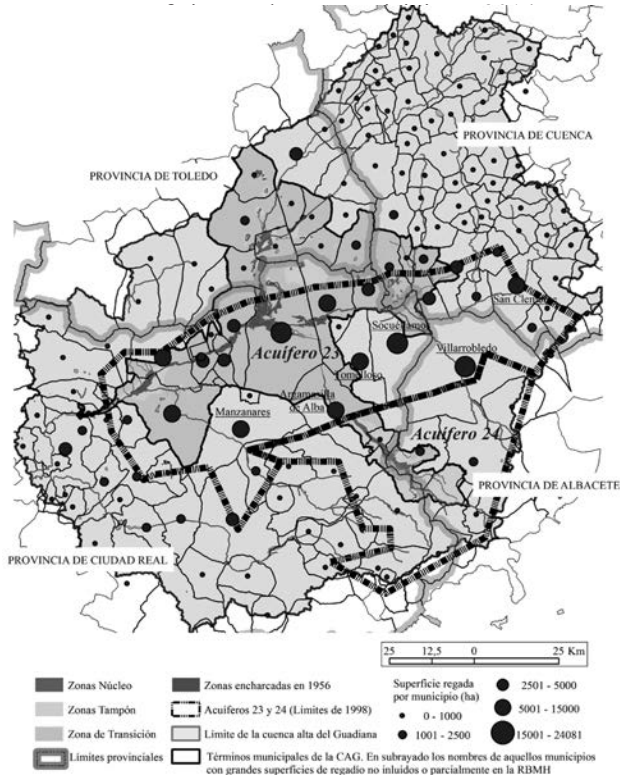 PROVINCIA DE CUENCA
PROVINCIA DE TOLEDO
San Clemente
Socuéllamos
Acuífero 23
Villarrobledo
Tomelloso
Argamasilla
de Alba
Manzanares
Acuífero 24
PROVINCIA DE ALBACETE
PROVINCIA DE CIUDAD REAL
25 12,5 0 25 Km
Zonas Núcleo
Zonas encharcadas en 1956
Superficie regada
por municipio (ha)
2501 - 5000
Zonas Tampón
Acuíferos 23 y 24 (Límites de 1998)
0 - 1000
5001 - 15000
Zona de Transición
Límite de la cuenca alta del Guadiana
1001 - 2500
15001 - 24081
Límites provinciales
Términos municipales de la CAG. En subrayado los nombres de aquellos municipios
con grandes superficies de regadío no inluidos o parcialmente en la RBMH